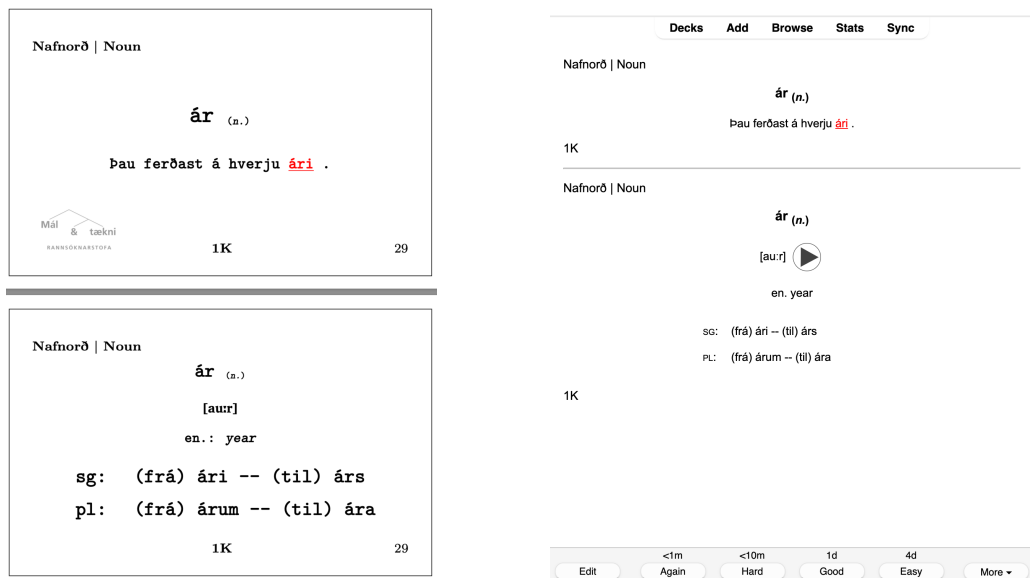 Nafnorð | Noun
ár (n.)
Þau ferðast á hverju ári .
Mál & tækni
RANNSÓKNARSTOFA
1K 29
Nafnorð | Noun
ár (n.)
[auːr]
en.: year
sg: (frá) ári -- (til) árs
pl: (frá) árum -- (til) ára
1K 29
Decks Add Browse Stats Sync
Nafnorð | Noun
ár (n.)
Þau ferðast á hverju ári .
1K
Nafnorð | Noun
ár (n.)
[auːr]
en. year
SG: (frá) ári -- (til) árs
PL: (frá) árum -- (til) ára
1K
<1m <10m 1d 4d
Edit Again Hard Good Easy More ▾